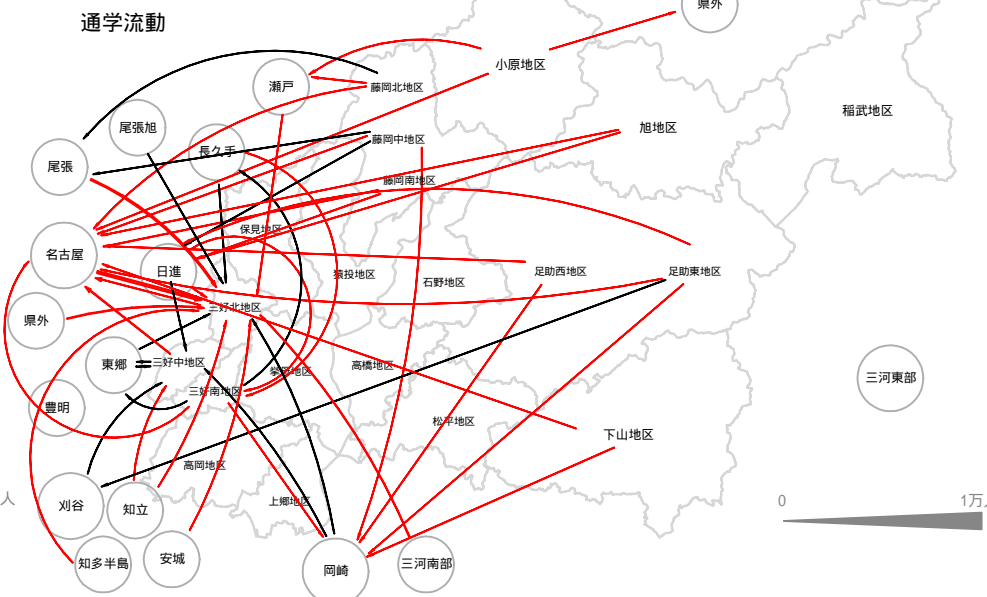 県外
通学流動
小原地区
瀬戸
藤岡北地区
稲武地区
尾張旭
旭地区
藤岡中地区
長久手
尾張
藤岡南地区
保見地区
名古屋
日進
猿投地区
石野地区
足助西地区
足助東地区
三好北地区
県外
東郷
三好中地区
挙母地区
高橋地区
三河東部
三好南地区
豊明
松平地区
下山地区
高岡地区
人
刈谷
知立
上郷地区
0
1万人
知多半島
安城
岡崎
三河南部